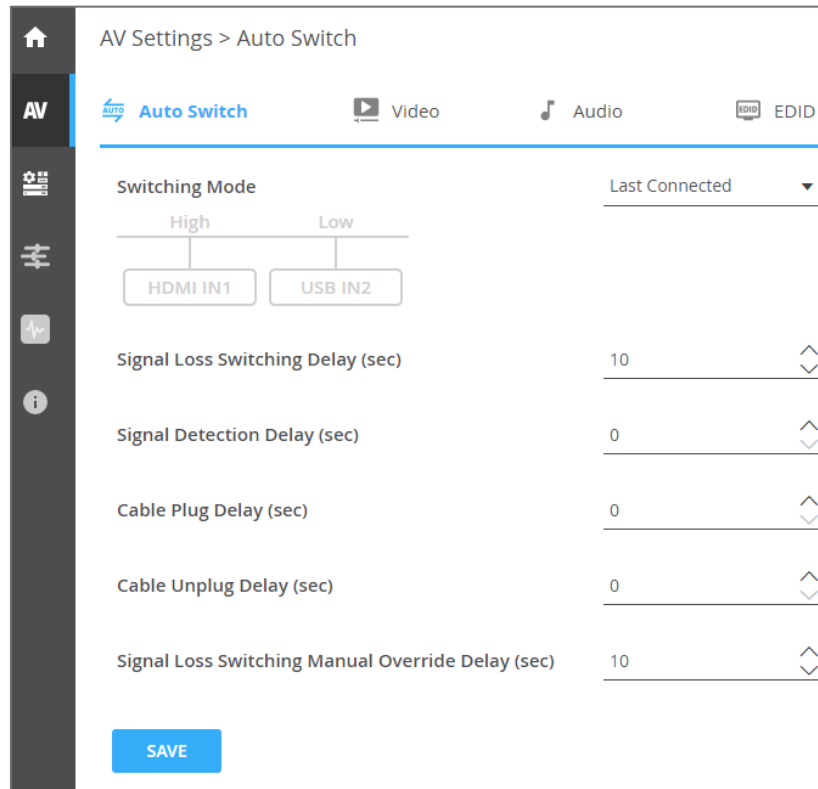 AV Settings > Auto Switch
AV
AUTO Auto Switch Video Audio EDID EDID
Switching Mode Last Connected
High Low
HDMI IN1 USB IN2
Signal Loss Switching Delay (sec) 10
Signal Detection Delay (sec) 0
Cable Plug Delay (sec) 0
Cable Unplug Delay (sec) 0
Signal Loss Switching Manual Override Delay (sec) 10
SAVE